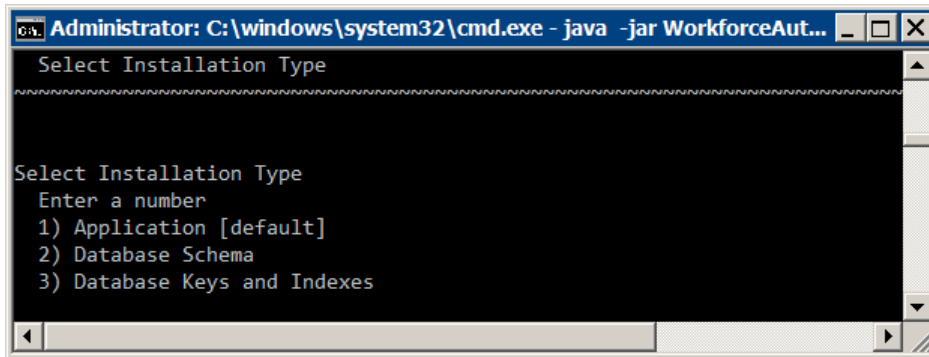 Administrator: C:\windows\system32\cmd.exe - java -jar WorkforceAut...
Select Installation Type
~~~~~~~~~~~~~~~~~~~~~~~~~~~~~~~~~~~~~~~~~~~~~~~~~~~~~~~~~~~~~~~~~~~~~~~~~~
Select Installation Type
Enter a number
1) Application [default]
2) Database Schema
3) Database Keys and Indexes